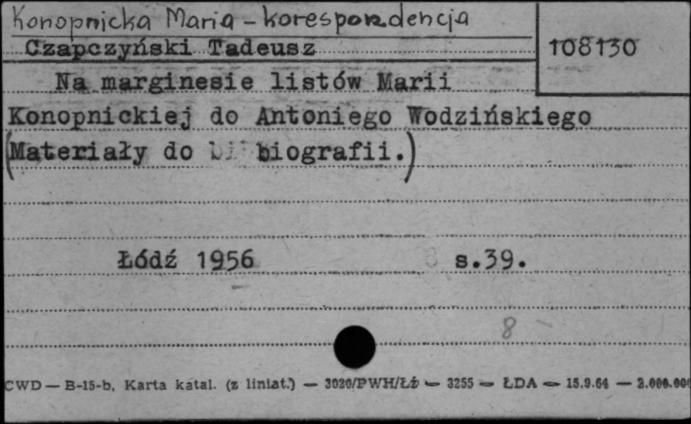 Konopnicka Maria - korespondencja
Czapczyński Tadeusz
108130
Na marginesie listów Marii
Konopnickiej do Antoniego Wodzińskiego
(Materiały do biografii.)
Łódź 1956 s.39.
8
CWD — B-15-b, Karta katal. (z liniat.) — 3020/PWH/Łż — 3255 — ŁDA — 15.9.64 — 2.000.000